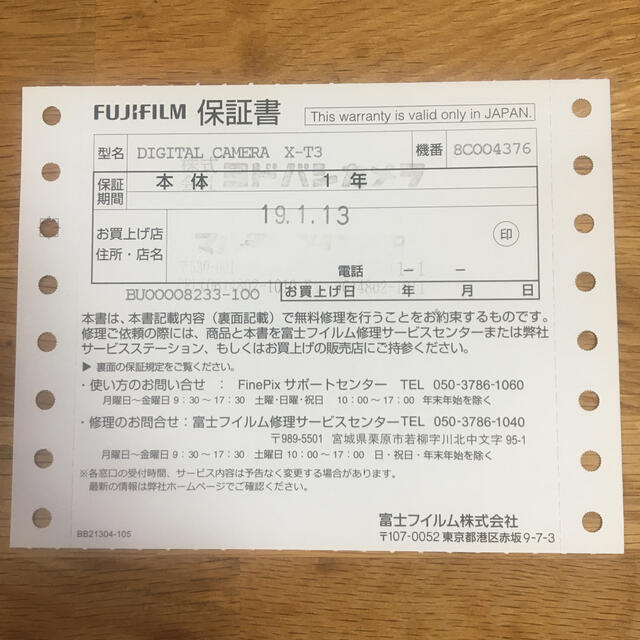 FUJIFILM 保証書 This warranty is valid only in JAPAN.
型名 DIGITAL CAMERA X-T3 機番 8C004376
ヨドバシカメラ
保証期間 本体 1年
19.1.13
お買上げ店
住所・店名 印
電話 − −
BU00008233-100 お買上げ日 年 月 日
本書は、本書記載内容(裏面記載)で無料修理を行うことをお約束するものです。
修理ご依頼の際には、商品と本書を富士フイルム修理サービスセンターまたは弊社
サービスステーション、もしくはお買上げの販売店にご持参ください。
▶ 裏面の保証規定をご覧ください。
・使い方のお問い合せ : FinePix サポートセンター TEL 050-3786-1060
月曜日〜金曜日 9:30〜17:30 土曜・日曜・祝日 10:00〜17:00 年末年始を除く
・修理のお問合せ:富士フイルム修理サービスセンター TEL 050-3786-1040
〒989-5501 宮城県栗原市若柳字川北中文字 95-1
月曜日〜金曜日 9:30〜17:30 土曜日 10:00〜17:00 日・祝日・年末年始を除く
※各窓口の受付時間、サービス内容は予告なく変更する場合があります。
最新の情報は弊社ホームページでご確認ください。
富士フイルム株式会社
BB21304-105 〒107-0052 東京都港区赤坂 9-7-3